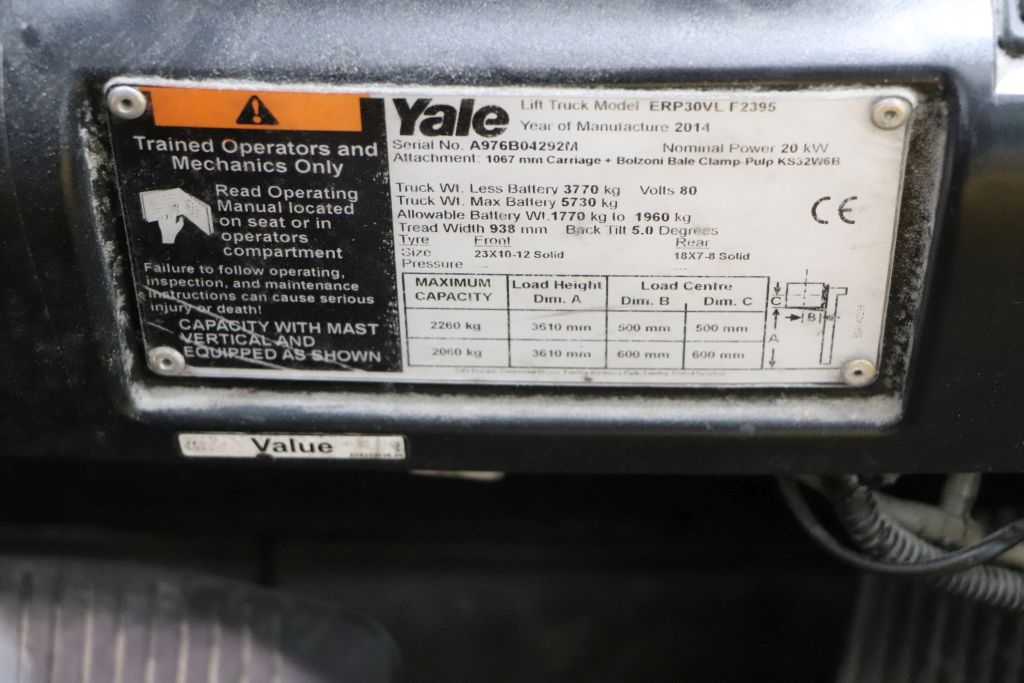 Trained Operators and
Mechanics Only
Read Operating
Manual located
on seat or in
operators
compartment
Failure to follow operating,
inspection, and maintenance
instructions can cause serious
injury or death!
CAPACITY WITH MAST
VERTICAL AND
EQUIPPED AS SHOWN
Yale Lift Truck Model ERP30VL F2395
Year of Manufacture 2014
Serial No. A976B04292M Nominal Power 20 kW
Attachment: 1067 mm Carriage + Bolzoni Bale Clamp-Pulp KS32W6B
Truck Wt. Less Battery 3770 kg Volts 80
Truck Wt. Max Battery 5730 kg
Allowable Battery Wt. 1770 kg to 1960 kg
Tread Width 938 mm Back Tilt 5.0 Degrees
Tyre Front Rear
Size 23X10-12 Solid 18X7-8 Solid
Pressure
MAXIMUM CAPACITY Load Height Dim. A Load Centre Dim. B Dim. C
2260 kg 3610 mm 500 mm 500 mm
2060 kg 3610 mm 600 mm 600 mm
C
B
A
CE
Value